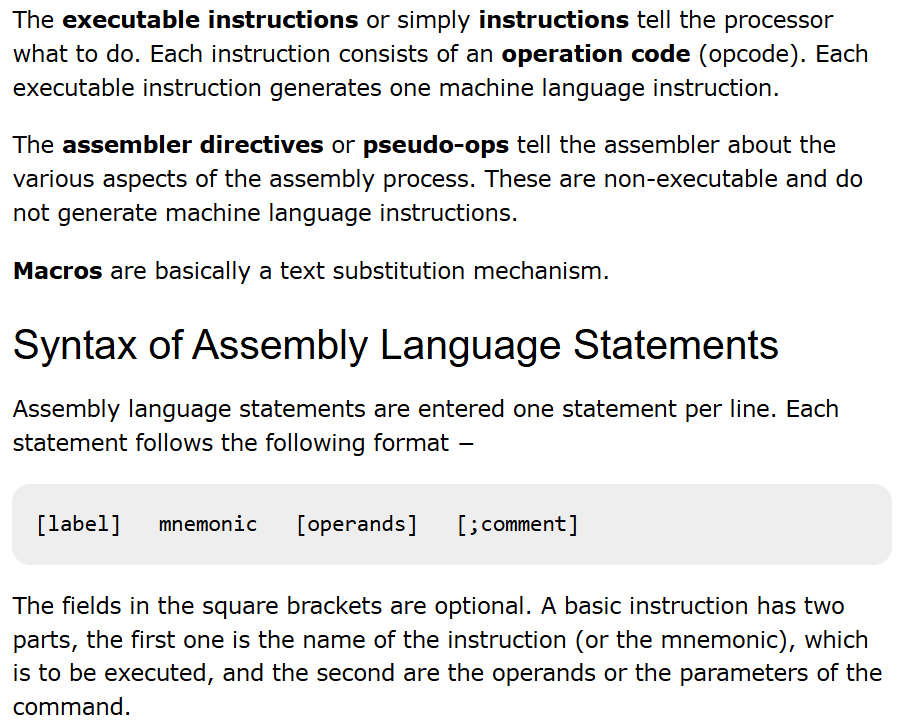 The executable instructions or simply instructions tell the processor
what to do. Each instruction consists of an operation code (opcode). Each
executable instruction generates one machine language instruction.
The assembler directives or pseudo-ops tell the assembler about the
various aspects of the assembly process. These are non-executable and do
not generate machine language instructions.
Macros are basically a text substitution mechanism.
Syntax of Assembly Language Statements
Assembly language statements are entered one statement per line. Each
statement follows the following format −
[label]   mnemonic   [operands]   [;comment]
The fields in the square brackets are optional. A basic instruction has two
parts, the first one is the name of the instruction (or the mnemonic), which
is to be executed, and the second are the operands or the parameters of the
command.